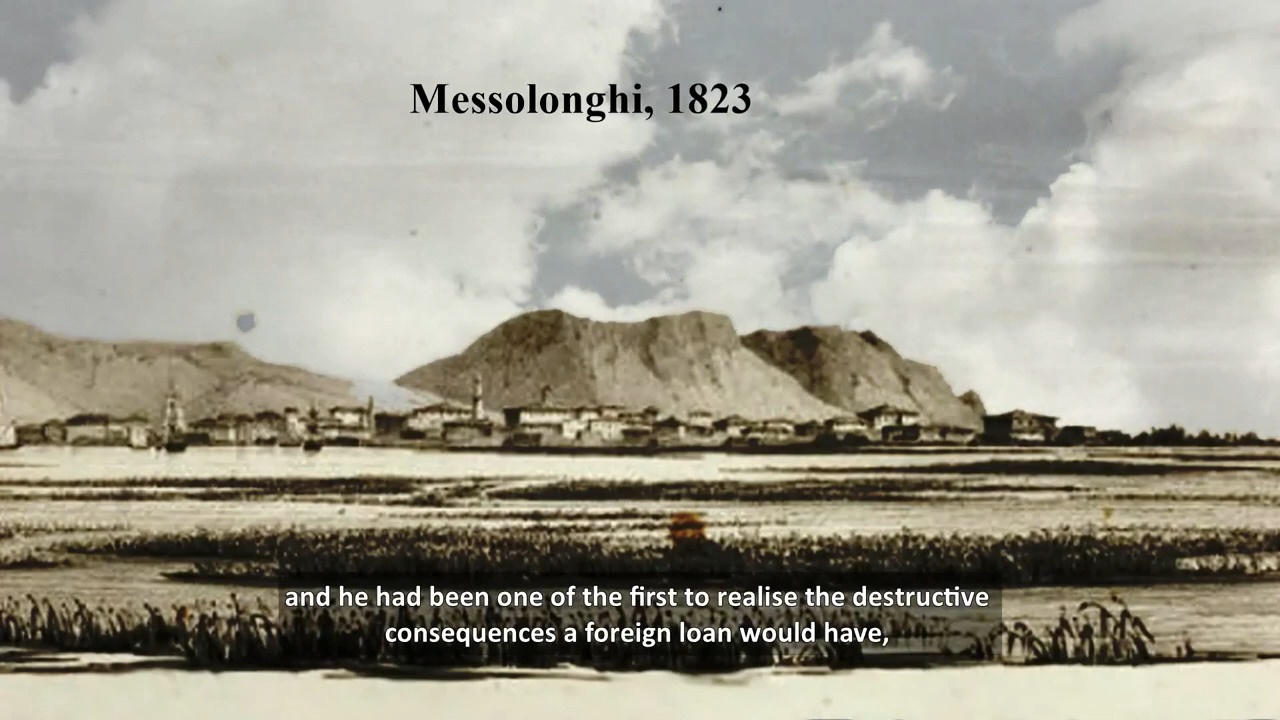 Messolonghi, 1823
and he had been one of the first to realise the destructive
consequences a foreign loan would have,